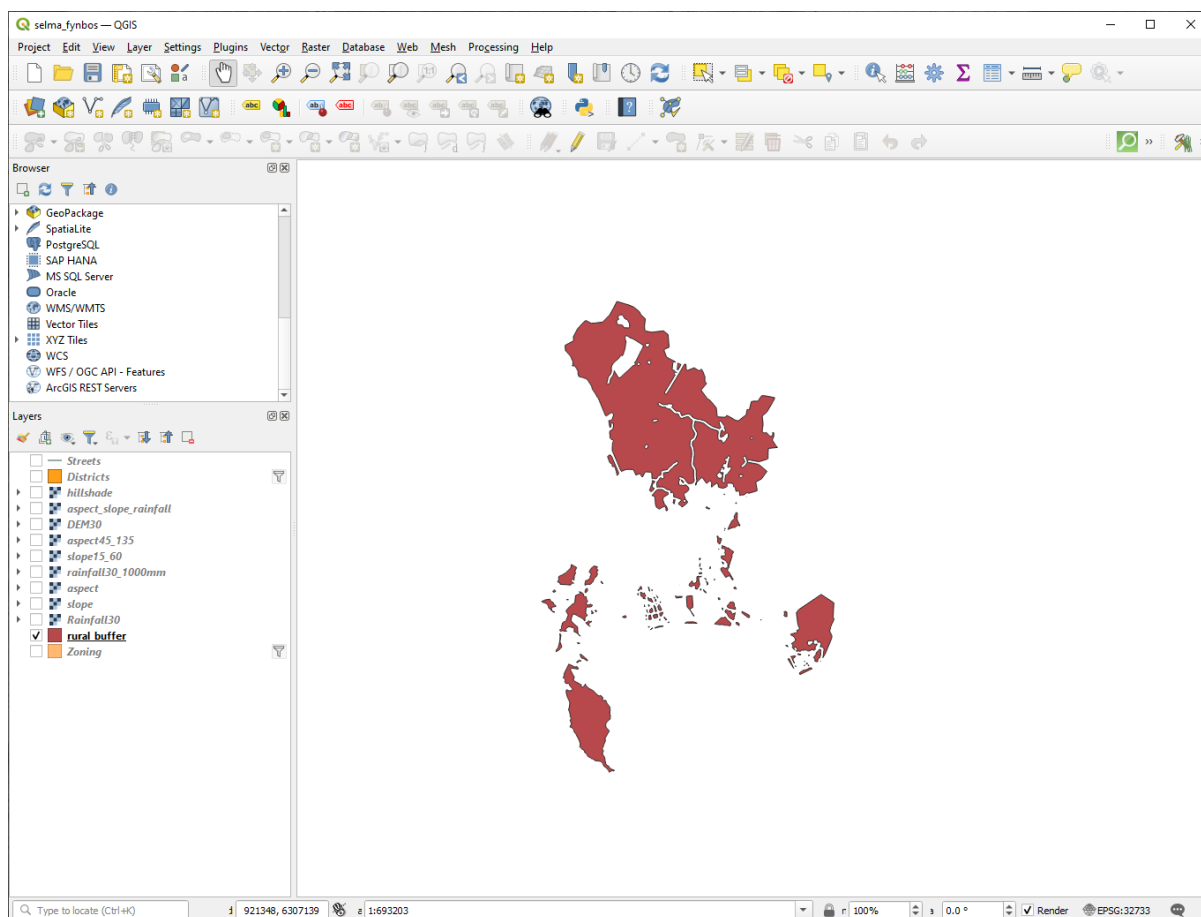 selma_fynbos — QGIS
Project Edit View Layer Settings Plugins Vector Raster Database Web Mesh Processing Help
Browser
GeoPackage
SpatiaLite
PostgreSQL
SAP HANA
MS SQL Server
Oracle
WMS/WMTS
Vector Tiles
XYZ Tiles
WCS
WFS / OGC API - Features
ArcGIS REST Servers
Layers
Streets
Districts
hillshade
aspect_slope_rainfall
DEM30
aspect45_135
slope15_60
rainfall30_1000mm
aspect
slope
Rainfall30
rural_buffer
Zoning
Type to locate (Ctrl+K) 921348, 6307139 1:693203 100% 0.0 ° Render EPSG:32733